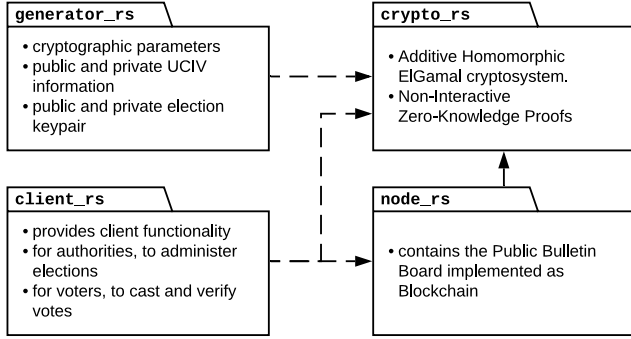 generator_rs
• cryptographic parameters
• public and private UCIV
information
• public and private election
keypair
crypto_rs
• Additive Homomorphic
ElGamal cryptosystem.
• Non-Interactive
Zero-Knowledge Proofs
client_rs
• provides client functionality
• for authorities, to administer
elections
• for voters, to cast and verify
votes
node_rs
• contains the Public Bulletin
Board implemented as
Blockchain